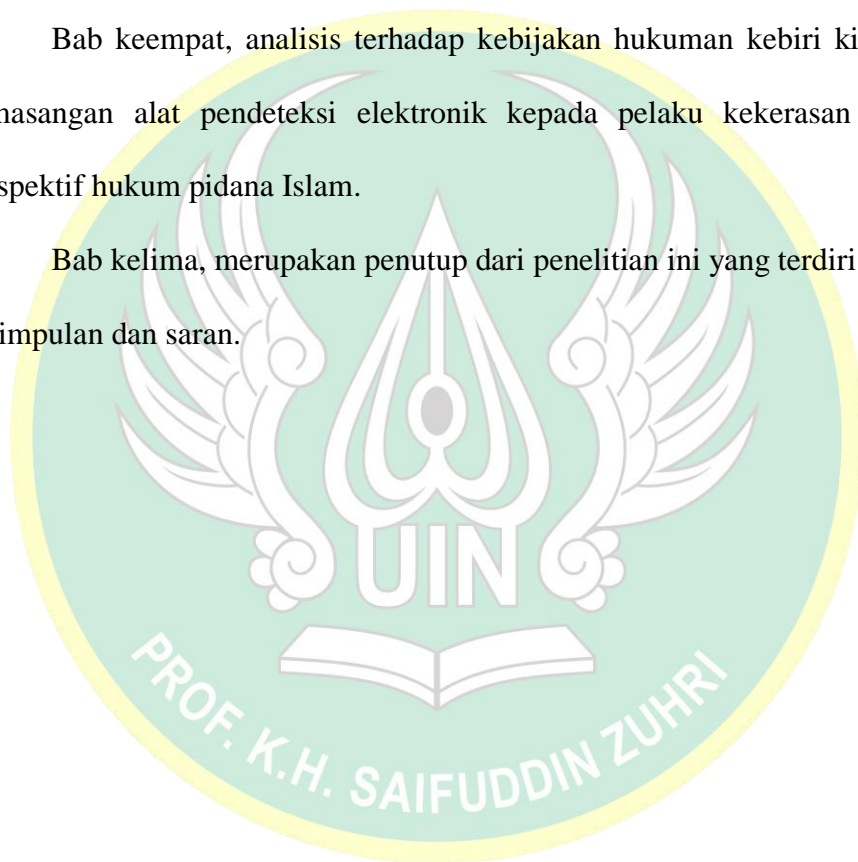 Bab keempat, analisis terhadap kebijakan hukuman kebiri ki
masangan alat pendeteksi elektronik kepada pelaku kekerasan
spektif hukum pidana Islam.
Bab kelima, merupakan penutup dari penelitian ini yang terdiri
impulan dan saran.
UIN
PROF. K.H. SAIFUDDIN ZUHRI